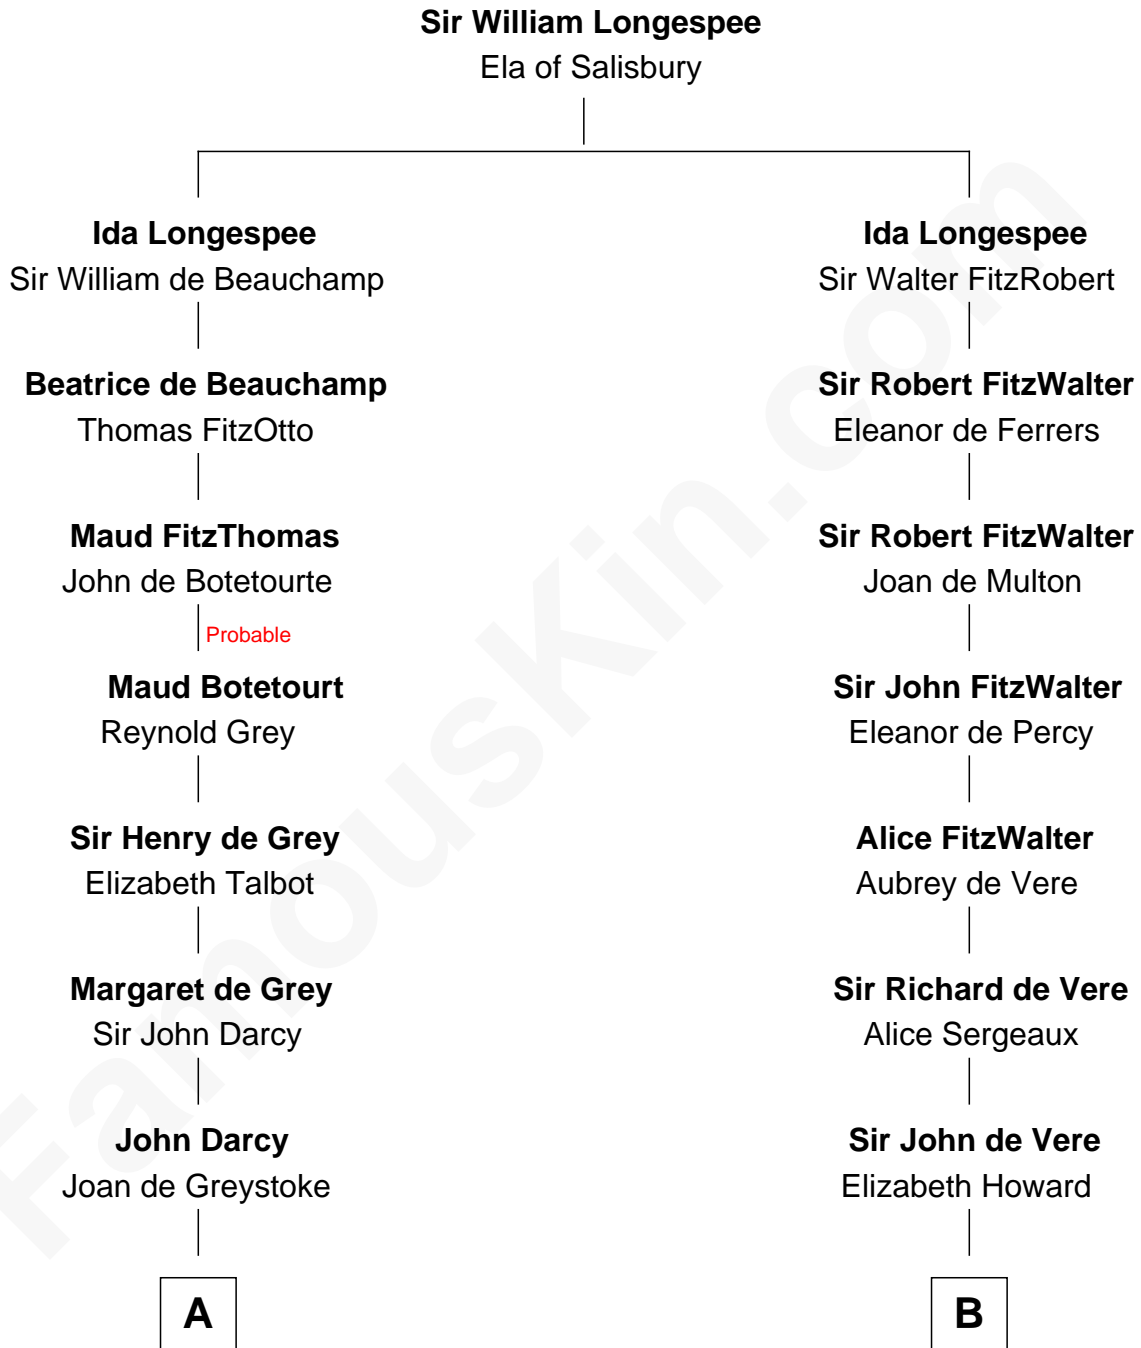 Sir William Longespee
Ela of Salisbury
Ida Longespee
Sir William de Beauchamp
Beatrice de Beauchamp
Thomas FitzOtto
Maud FitzThomas
John de Botetourte
Probable
Maud Botetourt
Reynold Grey
Sir Henry de Grey
Elizabeth Talbot
Margaret de Grey
Sir John Darcy
John Darcy
Joan de Greystoke
A
Ida Longespee
Sir Walter FitzRobert
Sir Robert FitzWalter
Eleanor de Ferrers
Sir Robert FitzWalter
Joan de Multon
Sir John FitzWalter
Eleanor de Percy
Alice FitzWalter
Aubrey de Vere
Sir Richard de Vere
Alice Sergeaux
Sir John de Vere
Elizabeth Howard
B
FamousKin.com